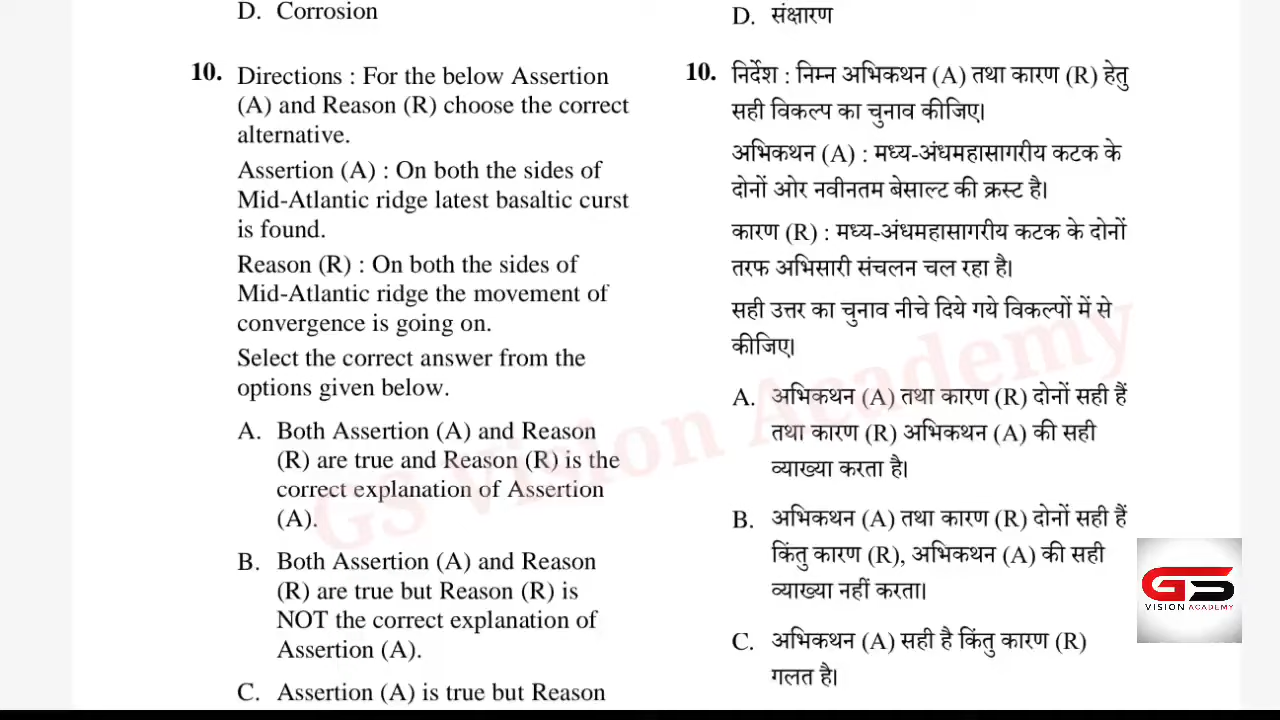 D. Corrosion
10. Directions : For the below Assertion
(A) and Reason (R) choose the correct
alternative.
Assertion (A) : On both the sides of
Mid-Atlantic ridge latest basaltic curst
is found.
Reason (R) : On both the sides of
Mid-Atlantic ridge the movement of
convergence is going on.
Select the correct answer from the
options given below.
A. Both Assertion (A) and Reason
(R) are true and Reason (R) is the
correct explanation of Assertion
(A).
B. Both Assertion (A) and Reason
(R) are true but Reason (R) is
NOT the correct explanation of
Assertion (A).
C. Assertion (A) is true but Reason
D. संक्षारण
10. निर्देश : निम्न अभिकथन (A) तथा कारण (R) हेतु
सही विकल्प का चुनाव कीजिए।
अभिकथन (A) : मध्य-अंधमहासागरीय कटक के
दोनों ओर नवीनतम बेसाल्ट की क्रस्ट है।
कारण (R) : मध्य-अंधमहासागरीय कटक के दोनों
तरफ अभिसारी संचलन चल रहा है।
सही उत्तर का चुनाव नीचे दिये गये विकल्पों में से
कीजिए।
A. अभिकथन (A) तथा कारण (R) दोनों सही हैं
तथा कारण (R) अभिकथन (A) की सही
व्याख्या करता है।
B. अभिकथन (A) तथा कारण (R) दोनों सही हैं
किंतु कारण (R), अभिकथन (A) की सही
व्याख्या नहीं करता।
C. अभिकथन (A) सही है किंतु कारण (R)
गलत है।
GS Vision Academy
GS
VISION ACADEMY